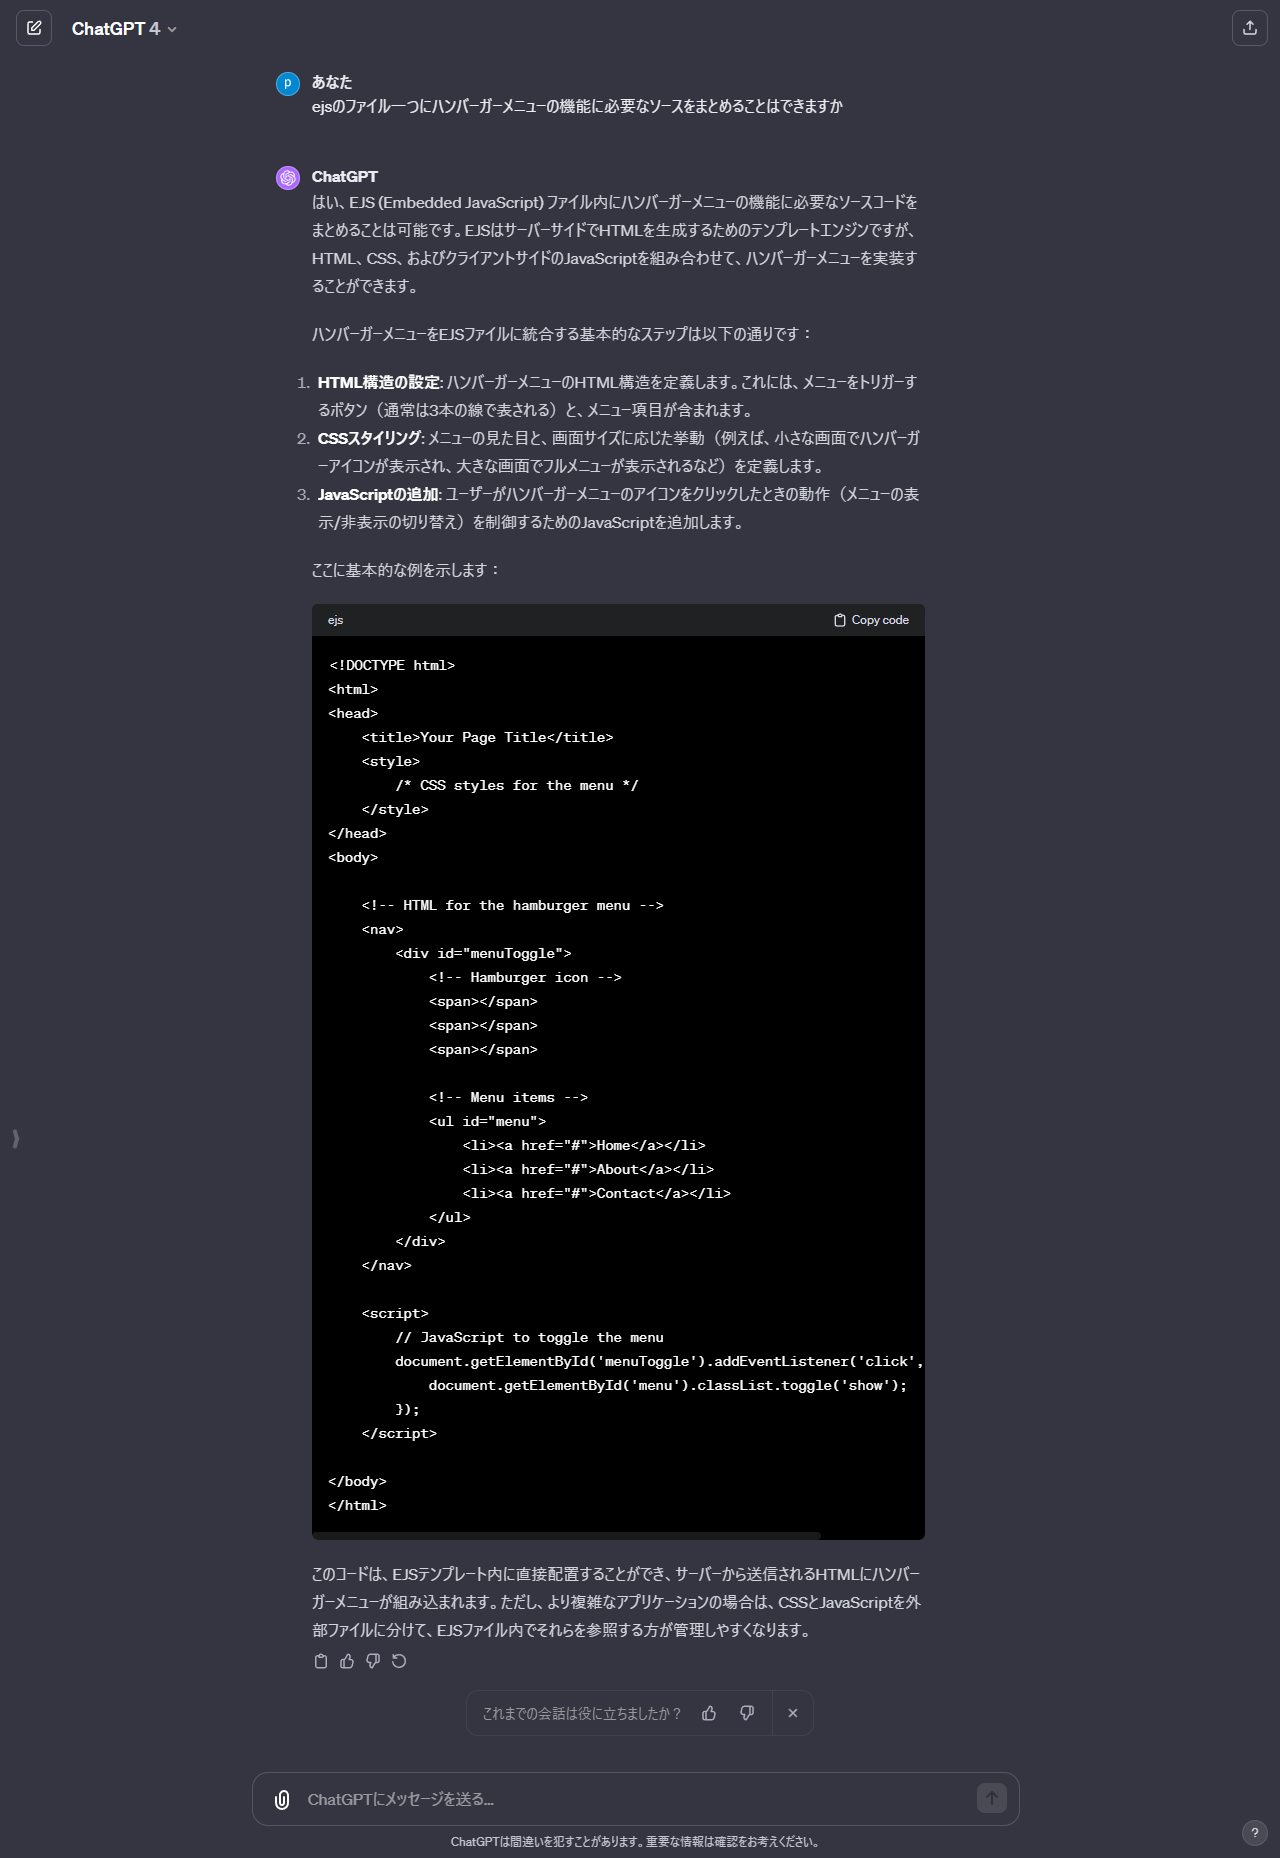 ChatGPT 4
p
あなた
ejsのファイル一つにハンバーガーメニューの機能に必要なソースをまとめることはできますか
ChatGPT
はい、EJS (Embedded JavaScript) ファイル内にハンバーガーメニューの機能に必要なソースコードを
まとめることは可能です。EJSはサーバーサイドでHTMLを生成するためのテンプレートエンジンですが、
HTML、CSS、およびクライアントサイドのJavaScriptを組み合わせて、ハンバーガーメニューを実装す
ることができます。
ハンバーガーメニューをEJSファイルに統合する基本的なステップは以下の通りです：
1. HTML構造の設定: ハンバーガーメニューのHTML構造を定義します。これには、メニューをトリガーす
るボタン（通常は3本の線で表される）と、メニュー項目が含まれます。
2. CSSスタイリング: メニューの見た目と、画面サイズに応じた挙動（例えば、小さな画面でハンバーガ
ーアイコンが表示され、大きな画面でフルメニューが表示されるなど）を定義します。
3. JavaScriptの追加: ユーザーがハンバーガーメニューのアイコンをクリックしたときの動作（メニューの表
示/非表示の切り替え）を制御するためのJavaScriptを追加します。
ここに基本的な例を示します：
ejs Copy code
<!DOCTYPE html>
<html>
<head>
    <title>Your Page Title</title>
    <style>
        /* CSS styles for the menu */
    </style>
</head>
<body>
    <!-- HTML for the hamburger menu -->
    <nav>
        <div id="menuToggle">
            <!-- Hamburger icon -->
            <span></span>
            <span></span>
            <span></span>
            <!-- Menu items -->
            <ul id="menu">
                <li><a href="#">Home</a></li>
                <li><a href="#">About</a></li>
                <li><a href="#">Contact</a></li>
            </ul>
        </div>
    </nav>
    <script>
        // JavaScript to toggle the menu
        document.getElementById('menuToggle').addEventListener('click',
            document.getElementById('menu').classList.toggle('show');
        });
    </script>
</body>
</html>
このコードは、EJSテンプレート内に直接配置することができ、サーバーから送信されるHTMLにハンバー
ガーメニューが組み込まれます。ただし、より複雑なアプリケーションの場合は、CSSとJavaScriptを外
部ファイルに分けて、EJSファイル内でそれらを参照する方が管理しやすくなります。
これまでの会話は役に立ちましたか？
ChatGPTにメッセージを送る...
ChatGPTは間違いを犯すことがあります。重要な情報は確認をお考えください。
?